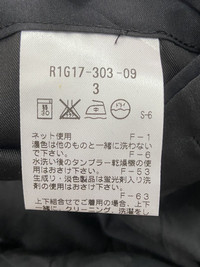 R1G17-303-09
3
S-6
ネット使用 F-1
濃色は他のものと一緒に洗わない
で下さい。 F-6
水洗い後のタンブラー乾燥機の使
用はおさけ下さい。 F-53
生成り・淡色製品は蛍光剤入り洗
剤の使用はおさけ下さい。
F-63
上下組合せでご着用の場合は、